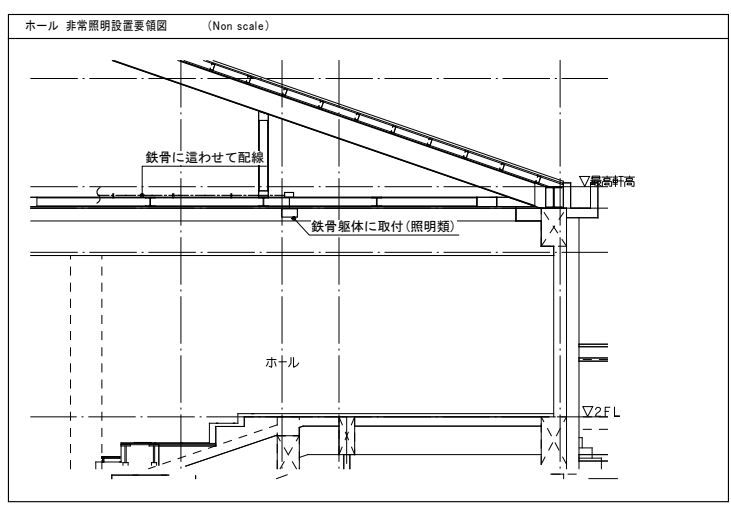 ホール 非常照明設置要領図 （Non scale）
鉄骨に這わせて配線
▽最高軒高
鉄骨躯体に取付（照明類）
ホール
▽2FL